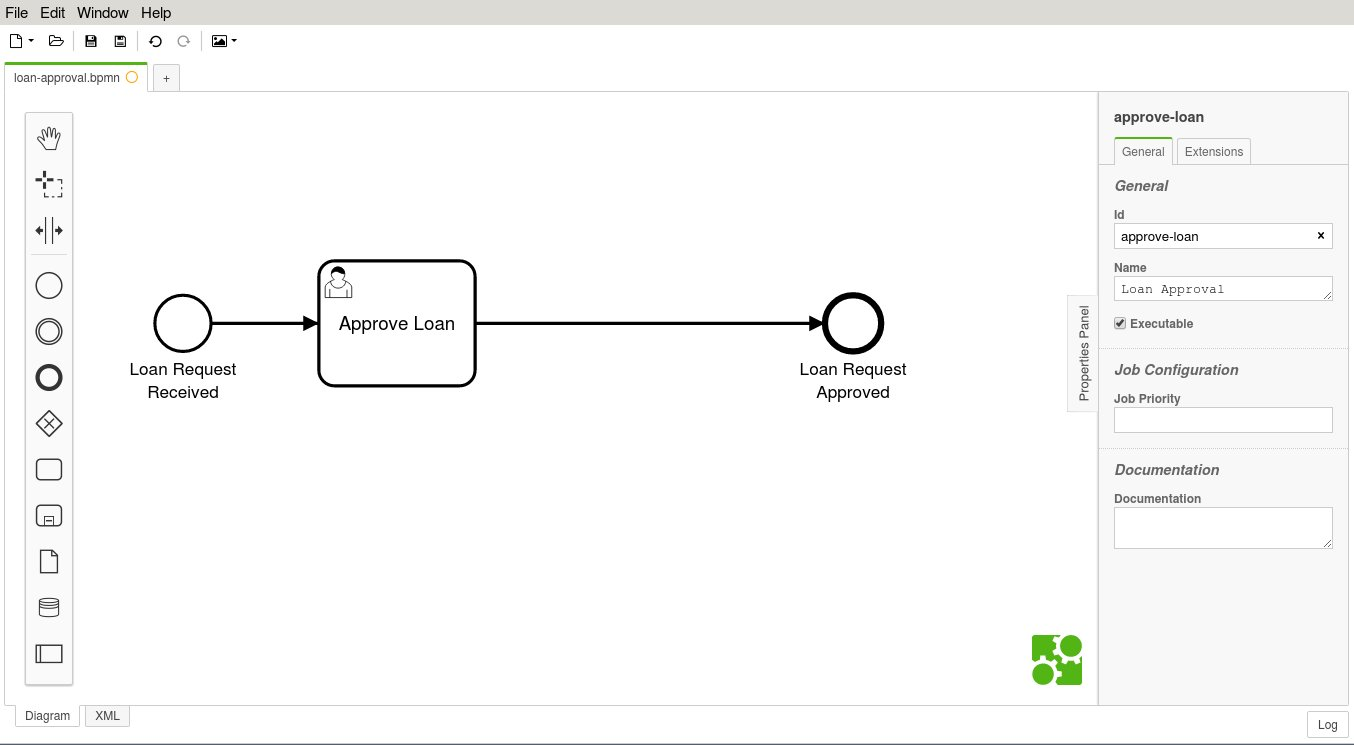 File Edit Window Help
loan-approval.bpmn +
approve-loan
General Extensions
General
Id
approve-loan ×
Name
Loan Approval
Executable
Job Configuration
Job Priority
Documentation
Documentation
Properties Panel
Approve Loan
Loan Request
Received
Loan Request
Approved
Diagram XML
Log